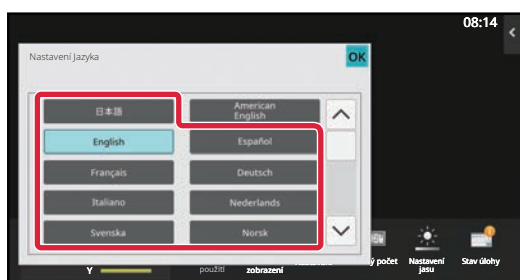 08:14
Nastavení Jazyka
OK
日本語
American
English
English
Español
Français
Deutsch
Italiano
Nederlands
Svenska
Norsk
Y
použití
zobrazení
ý počet
Nastavení
jasu
Stav úlohy